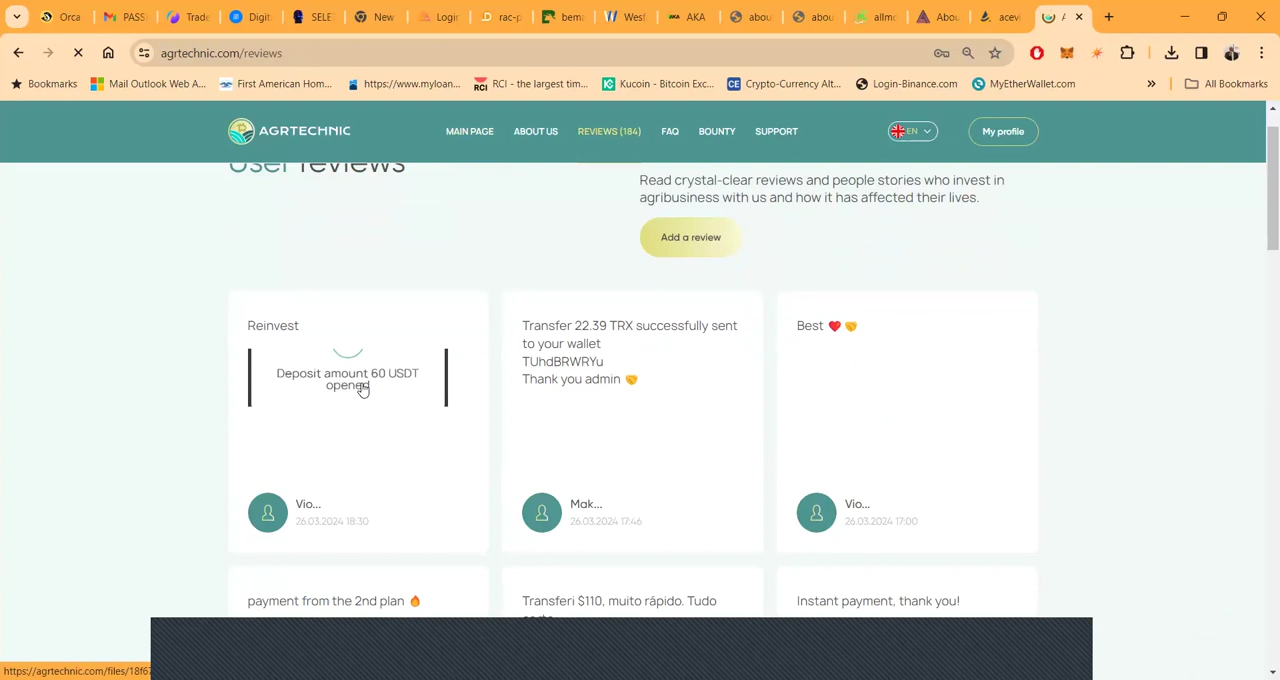 Orca
PASS
Trade
Digit
SELE
New
Login
rac-p
bema
West
AKA
abou
abou
allmo
Abou
acevi
agrtechnic.com/reviews
Bookmarks
Mail Outlook Web A...
First American Hom...
https://www.myloan...
RCI - the largest tim...
Kucoin - Bitcoin Exc...
Crypto-Currency Alt...
Login-Binance.com
MyEtherWallet.com
»
All Bookmarks
AGRTECHNIC
MAIN PAGE
ABOUT US
REVIEWS (184)
FAQ
BOUNTY
SUPPORT
EN
My profile
User reviews
Read crystal-clear reviews and people stories who invest in
agribusiness with us and how it has affected their lives.
Add a review
Reinvest
Deposit amount 60 USDT
opened
Vio...
26.03.2024 18:30
Transfer 22.39 TRX successfully sent
to your wallet
TUhdBRWRYu
Thank you admin 🤝
Mak...
26.03.2024 17:46
Best ❤️ 🤝
Vio...
26.03.2024 17:00
payment from the 2nd plan 🔥
Transferi $110, muito rápido. Tudo
Instant payment, thank you!
https://agrtechnic.com/files/18f67